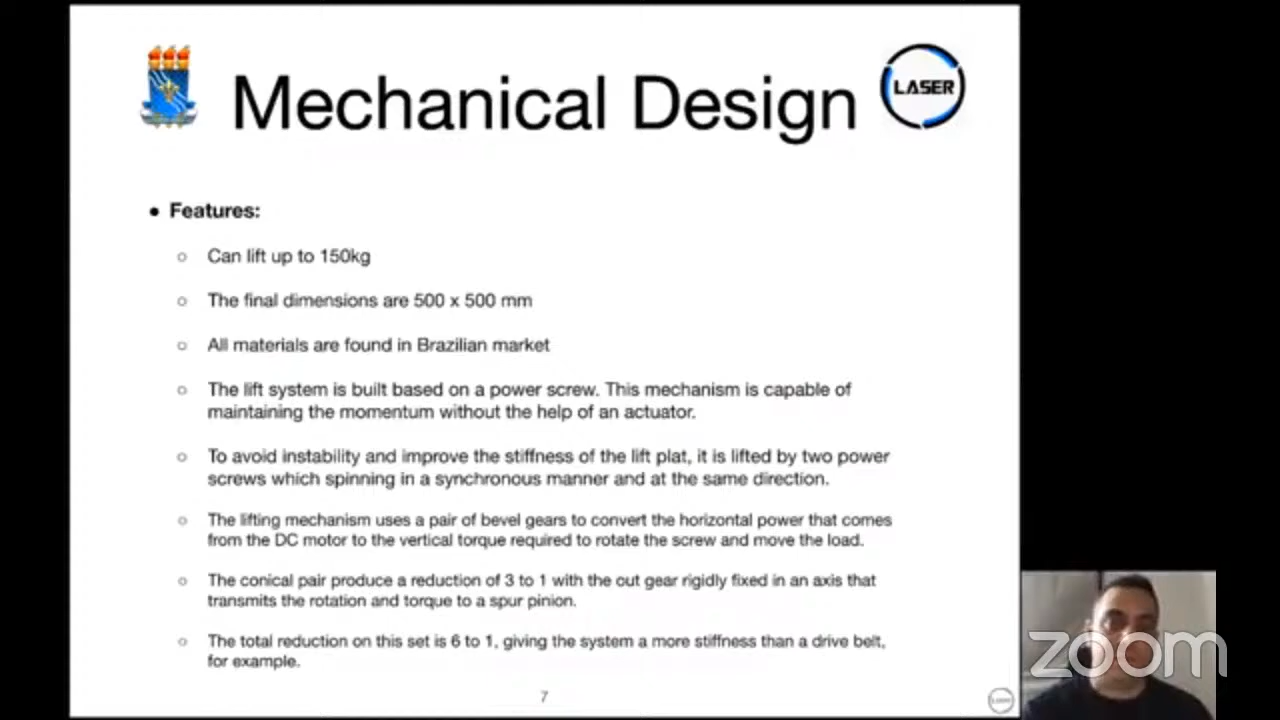 Mechanical Design
LASER
● Features:
○ Can lift up to 150kg
○ The final dimensions are 500 x 500 mm
○ All materials are found in Brazilian market
○ The lift system is built based on a power screw. This mechanism is capable of
maintaining the momentum without the help of an actuator.
○ To avoid instability and improve the stiffness of the lift plat, it is lifted by two power
screws which spinning in a synchronous manner and at the same direction.
○ The lifting mechanism uses a pair of bevel gears to convert the horizontal power that comes
from the DC motor to the vertical torque required to rotate the screw and move the load.
○ The conical pair produce a reduction of 3 to 1 with the out gear rigidly fixed in an axis that
transmits the rotation and torque to a spur pinion.
○ The total reduction on this set is 6 to 1, giving the system a more stiffness than a drive belt,
for example.
7
zoom